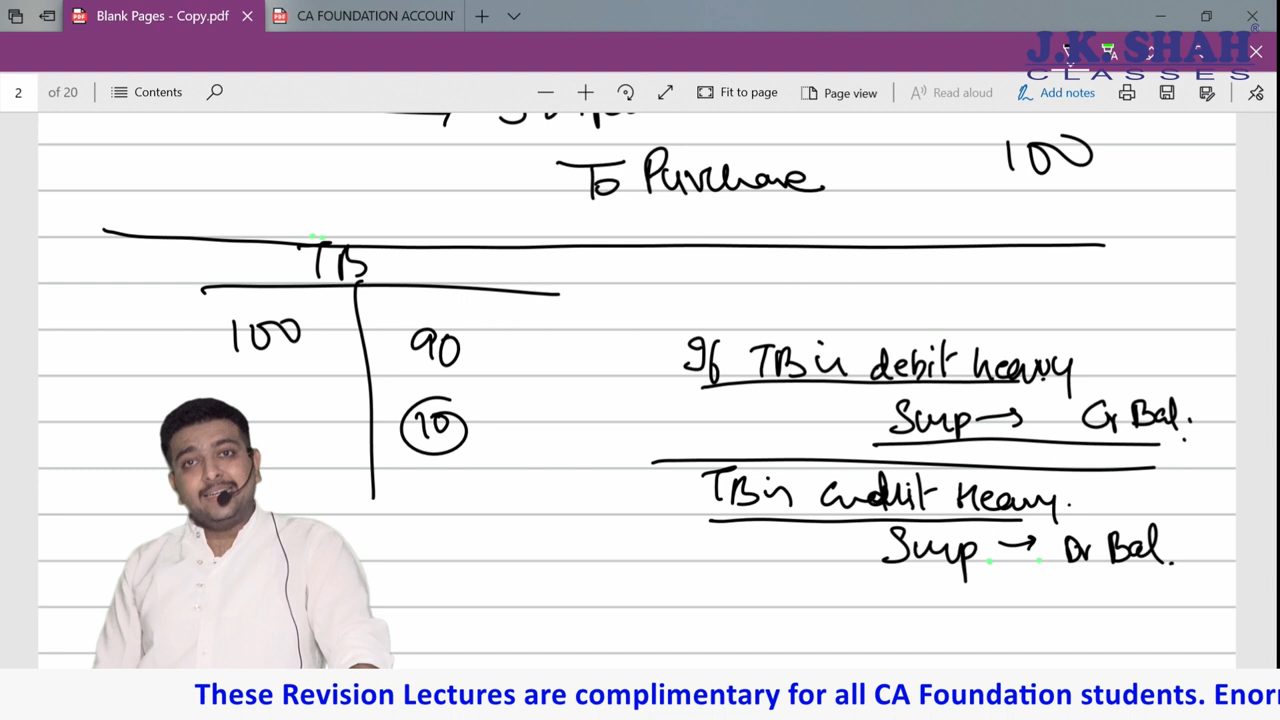 Blank Pages - Copy.pdf
CA FOUNDATION ACCOUN
J.K. SHAH®
CLASSES
2 of 20 Contents Fit to page Page view Read aloud Add notes
To Purchase 100
TB
100 90
10
If TB is debit heavy
Susp → Cr Bal.
TB is credit Heavy.
Susp → Dr Bal.
These Revision Lectures are complimentary for all CA Foundation students. Enor